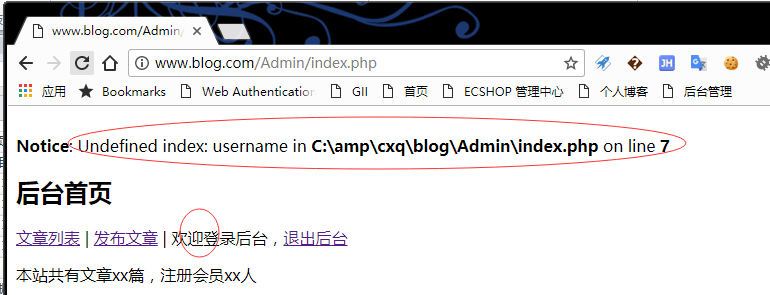 www.blog.com/Admin/
www.blog.com/Admin/index.php
应用 Bookmarks Web Authentication GII 首页 ECSHOP 管理中心 个人博客 后台管理
Notice: Undefined index: username in C:\amp\cxq\blog\Admin\index.php on line 7
后台首页
文章列表 | 发布文章 | 欢迎登录后台，退出后台
本站共有文章xx篇，注册会员xx人